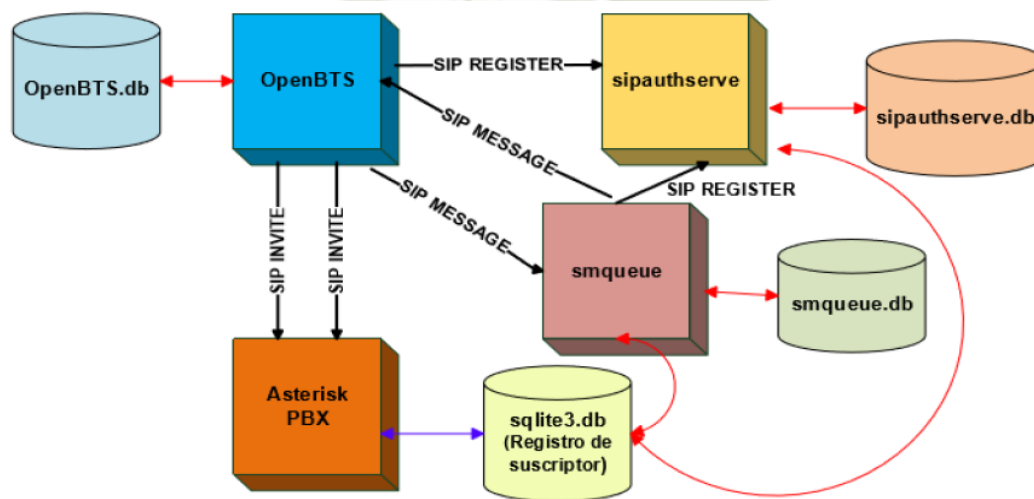 OpenBTS.db
OpenBTS
SIP REGISTER
sipauthserve
sipauthserve.db
SIP MESSAGE
SIP MESSAGE
SIP REGISTER
SIP INVITE
SIP INVITE
smqueue
smqueue.db
Asterisk
PBX
sqlite3.db
(Registro de
suscriptor)